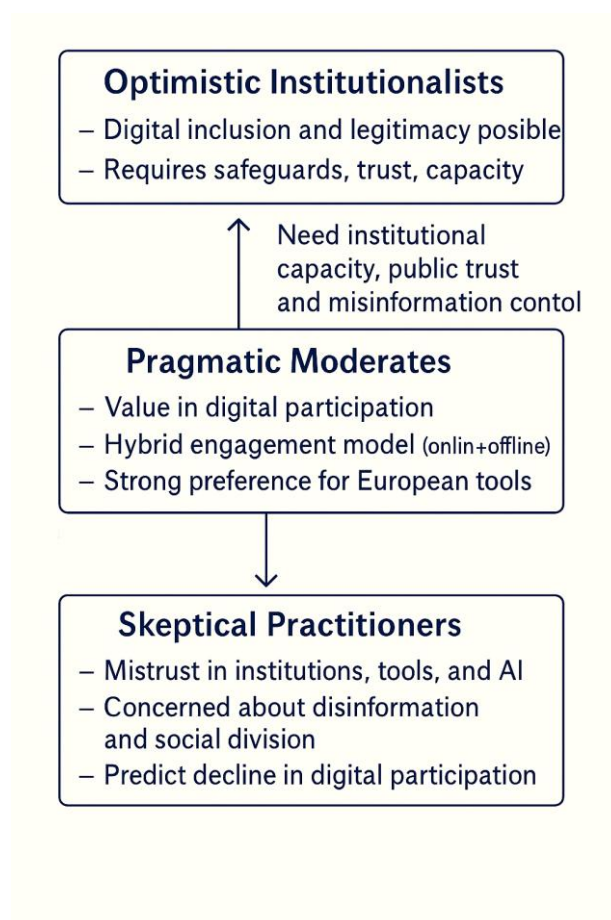 Optimistic Institutionalists
– Digital inclusion and legitimacy posible
– Requires safeguards, trust, capacity
Need institutional
capacity, public trust
and misinformation contol
Pragmatic Moderates
– Value in digital participation
– Hybrid engagement model (onlin+offline)
– Strong preference for European tools
Skeptical Practitioners
– Mistrust in institutions, tools, and AI
– Concerned about disinformation
and social division
– Predict decline in digital participation